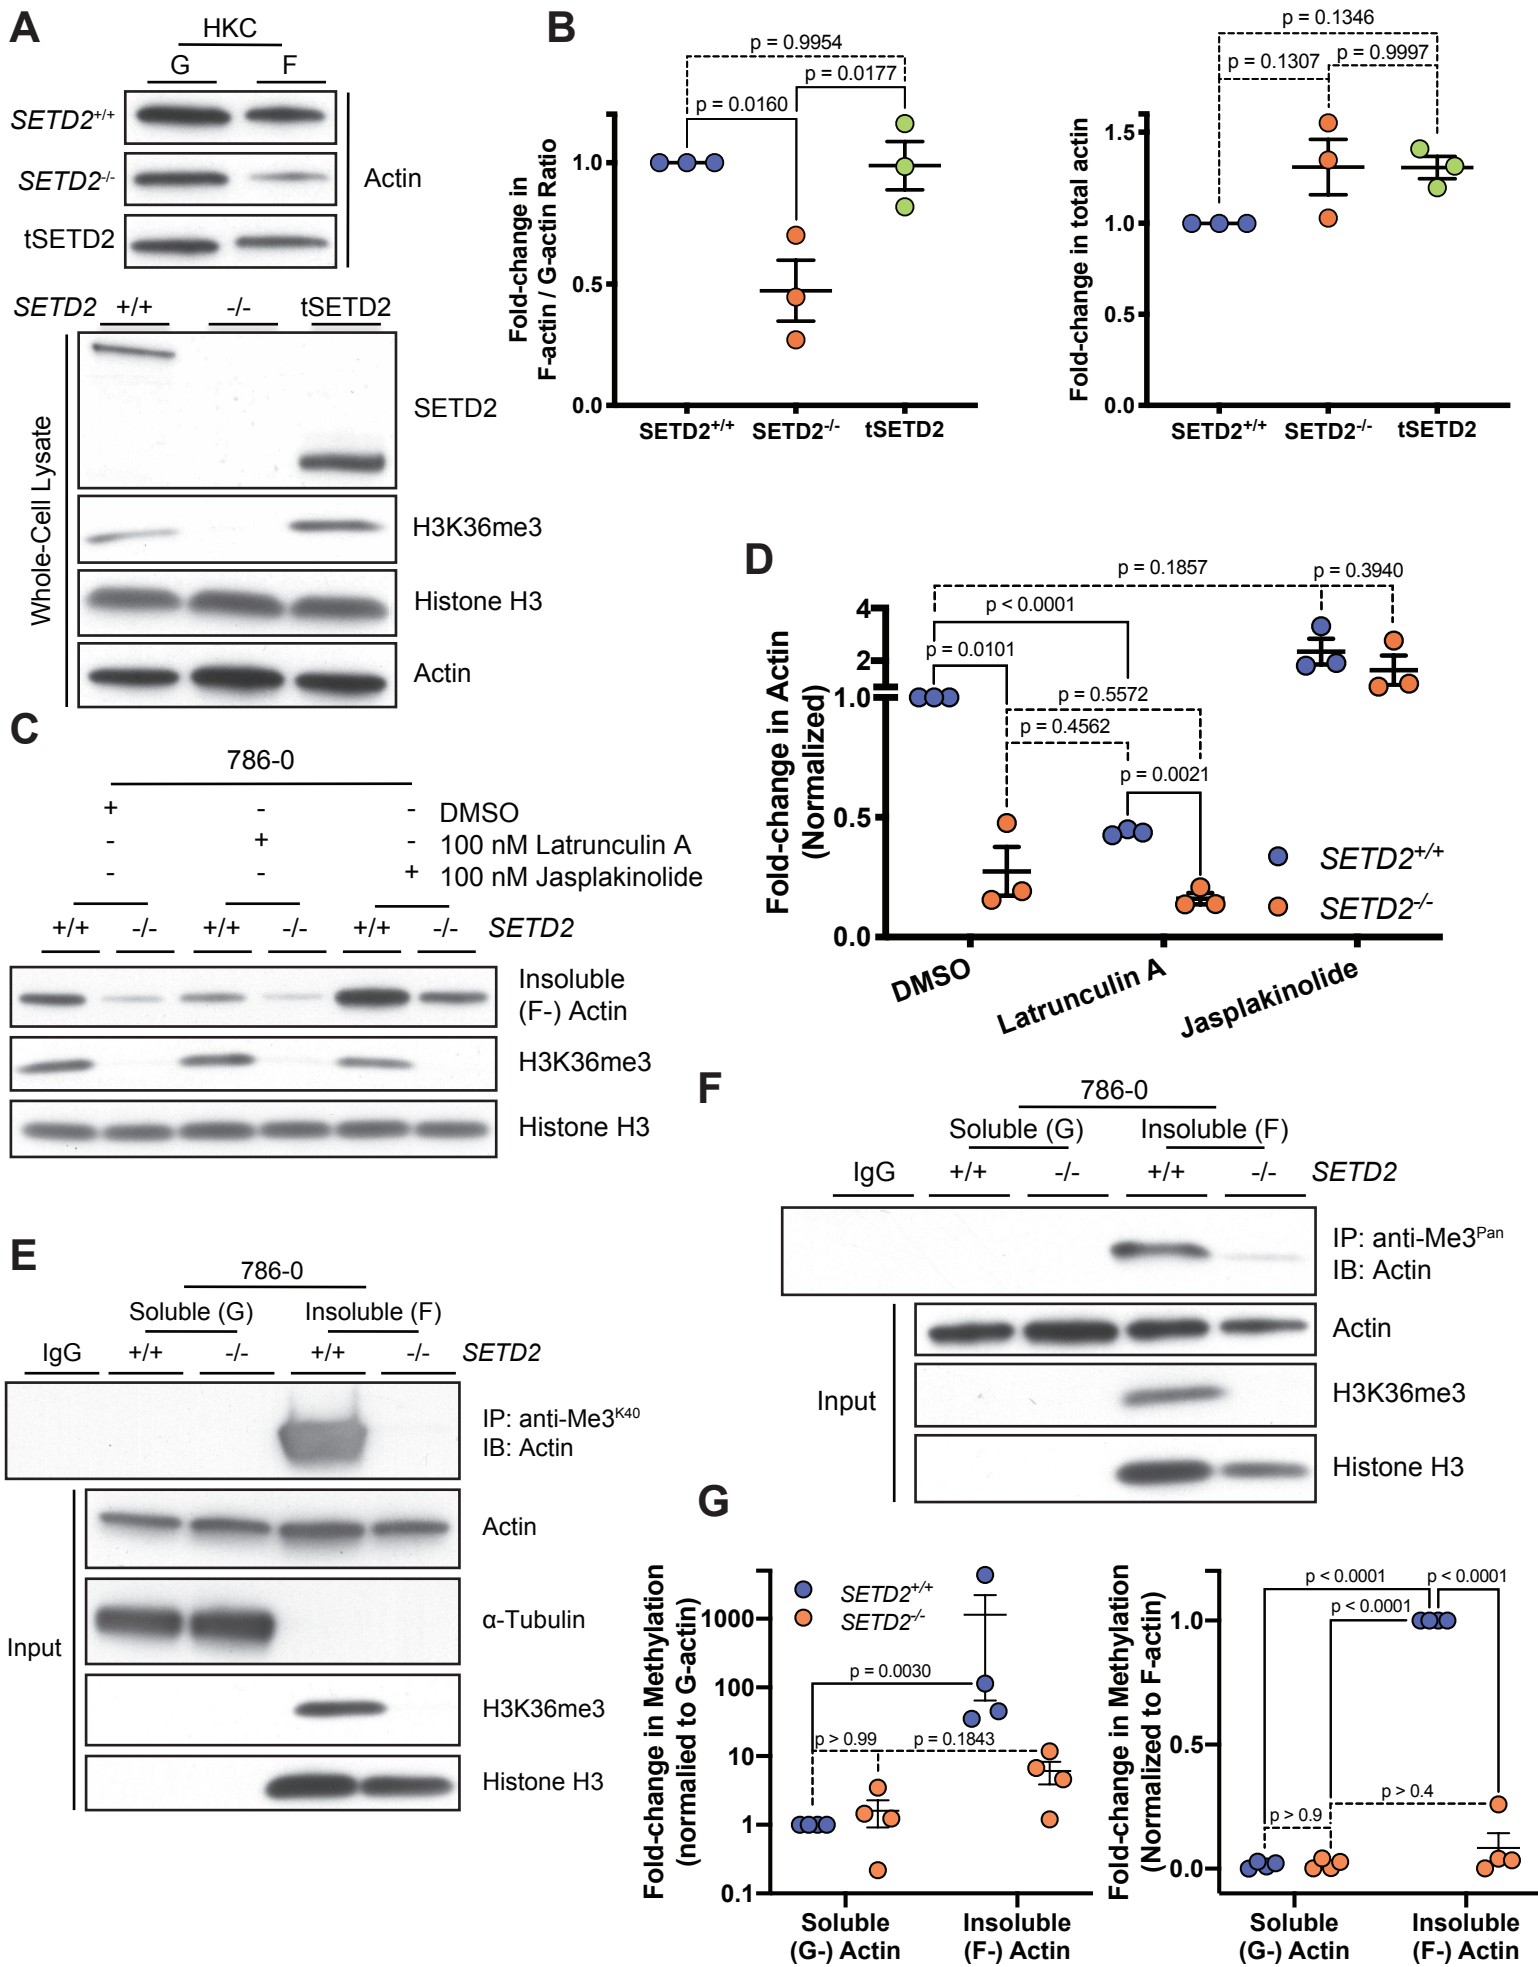 A
HKC
G F
SETD2+/+
SETD2-/-
tSETD2
Actin
SETD2 +/+ -/- tSETD2
Whole-Cell Lysate
SETD2
H3K36me3
Histone H3
Actin
B
Fold-change in
F-actin / G-actin Ratio
p = 0.9954
p = 0.0177
p = 0.0160
1.0
0.5
0.0
SETD2+/+ SETD2-/- tSETD2
Fold-change in total actin
p = 0.1346
p = 0.1307 p = 0.9997
1.5
1.0
0.5
0.0
SETD2+/+ SETD2-/- tSETD2
C
786-0
+ - - DMSO
- + - 100 nM Latrunculin A
- - + 100 nM Jasplakinolide
+/+ -/- +/+ -/- +/+ -/- SETD2
Insoluble
(F-) Actin
H3K36me3
Histone H3
D
Fold-change in Actin
(Normalized)
p = 0.1857
p = 0.3940
p < 0.0001
p = 0.0101
p = 0.5572
p = 0.4562
p = 0.0021
4
2
1.0
0.5
0.0
SETD2+/+
SETD2-/-
DMSO
Latrunculin A
Jasplakinolide
E
786-0
Soluble (G) Insoluble (F)
IgG +/+ -/- +/+ -/- SETD2
IP: anti-Me3K40
IB: Actin
Input
Actin
α-Tubulin
H3K36me3
Histone H3
F
786-0
Soluble (G) Insoluble (F)
IgG +/+ -/- +/+ -/- SETD2
IP: anti-Me3Pan
IB: Actin
Input
Actin
H3K36me3
Histone H3
G
Fold-change in Methylation
(normalied to G-actin)
SETD2+/+
SETD2-/-
1000
100
10
1
0.1
p = 0.0030
p > 0.99 p = 0.1843
Soluble
(G-) Actin
Insoluble
(F-) Actin
Fold-change in Methylation
(Normalized to F-actin)
p < 0.0001 p < 0.0001
p < 0.0001
1.0
0.5
0.0
p > 0.4
p > 0.9
Soluble
(G-) Actin
Insoluble
(F-) Actin